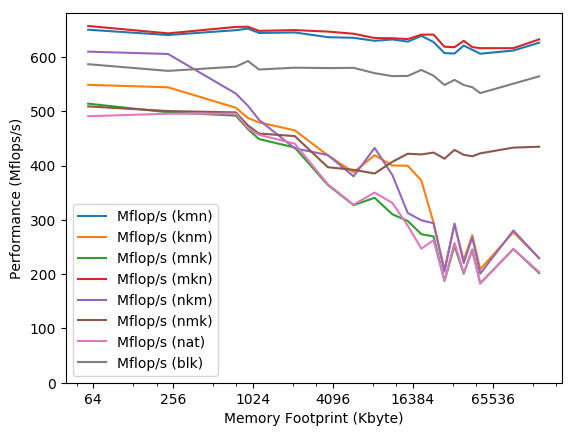 600
500
400
300
200
100
0
Performance (Mflops/s)
Mflop/s (kmn)
Mflop/s (knm)
Mflop/s (mnk)
Mflop/s (mkn)
Mflop/s (nkm)
Mflop/s (nmk)
Mflop/s (nat)
Mflop/s (blk)
64 256 1024 4096 16384 65536
Memory Footprint (Kbyte)